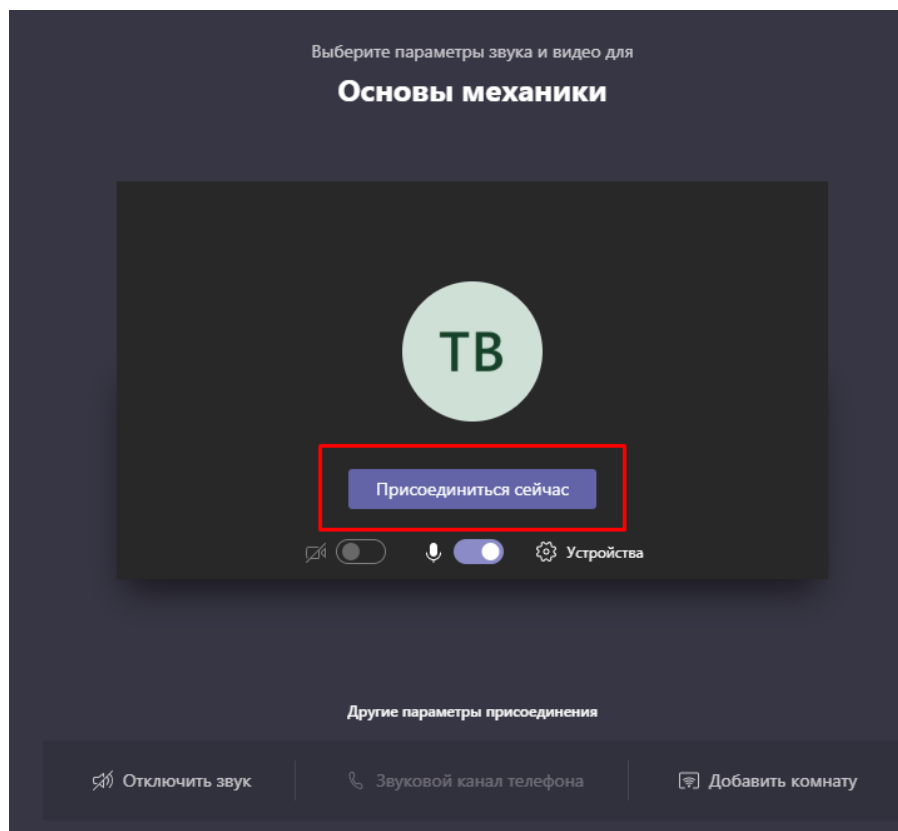 Выберите параметры звука и видео для
Основы механики
ТВ
Присоединиться сейчас
Устройства
Другие параметры присоединения
Отключить звук
Звуковой канал телефона
Добавить комнату